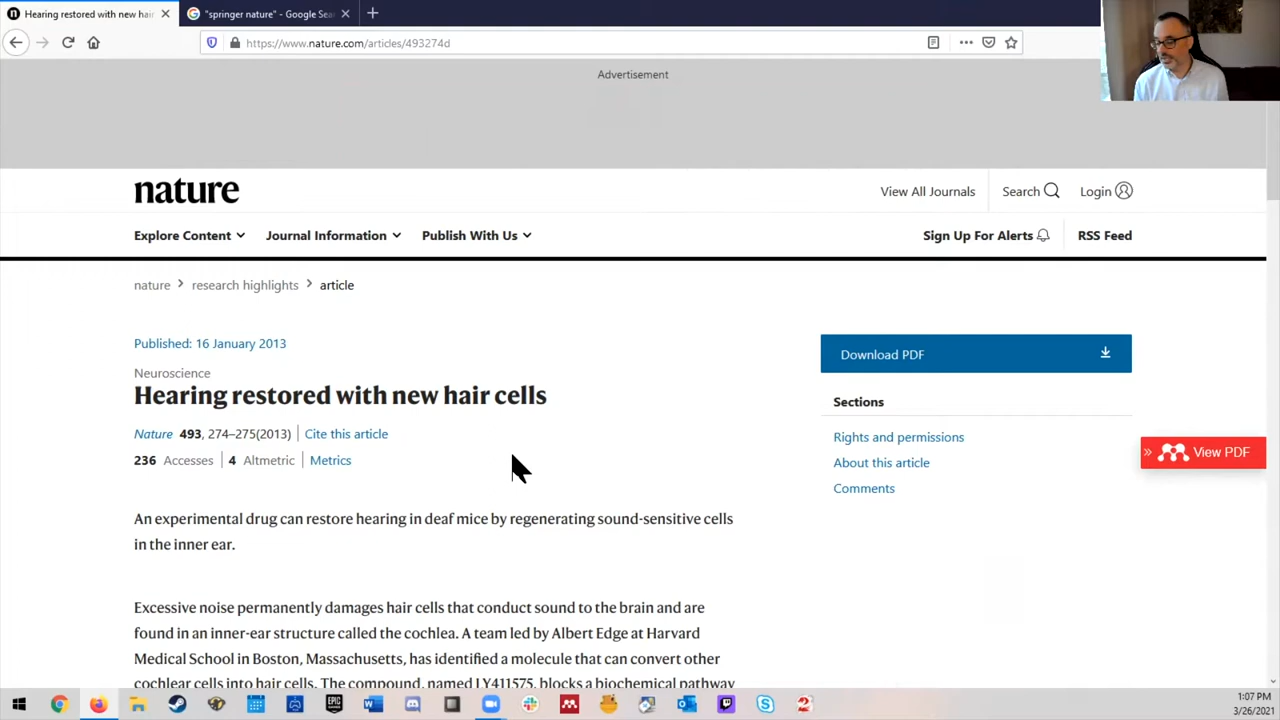 Hearing restored with new hair
"springer nature" - Google Sea
https://www.nature.com/articles/493274d
Advertisement
nature
View All Journals
Search
Login
Explore Content
Journal Information
Publish With Us
Sign Up For Alerts
RSS Feed
nature > research highlights > article
Published: 16 January 2013
Neuroscience
Hearing restored with new hair cells
Nature 493, 274–275(2013) | Cite this article
236 Accesses | 4 Altmetric | Metrics
An experimental drug can restore hearing in deaf mice by regenerating sound-sensitive cells
in the inner ear.
Excessive noise permanently damages hair cells that conduct sound to the brain and are
found in an inner-ear structure called the cochlea. A team led by Albert Edge at Harvard
Medical School in Boston, Massachusetts, has identified a molecule that can convert other
cochlear cells into hair cells. The compound, named LY411575, blocks a biochemical pathway
Download PDF
Sections
Rights and permissions
About this article
Comments
» View PDF
EPIC
1:07 PM
3/26/2021